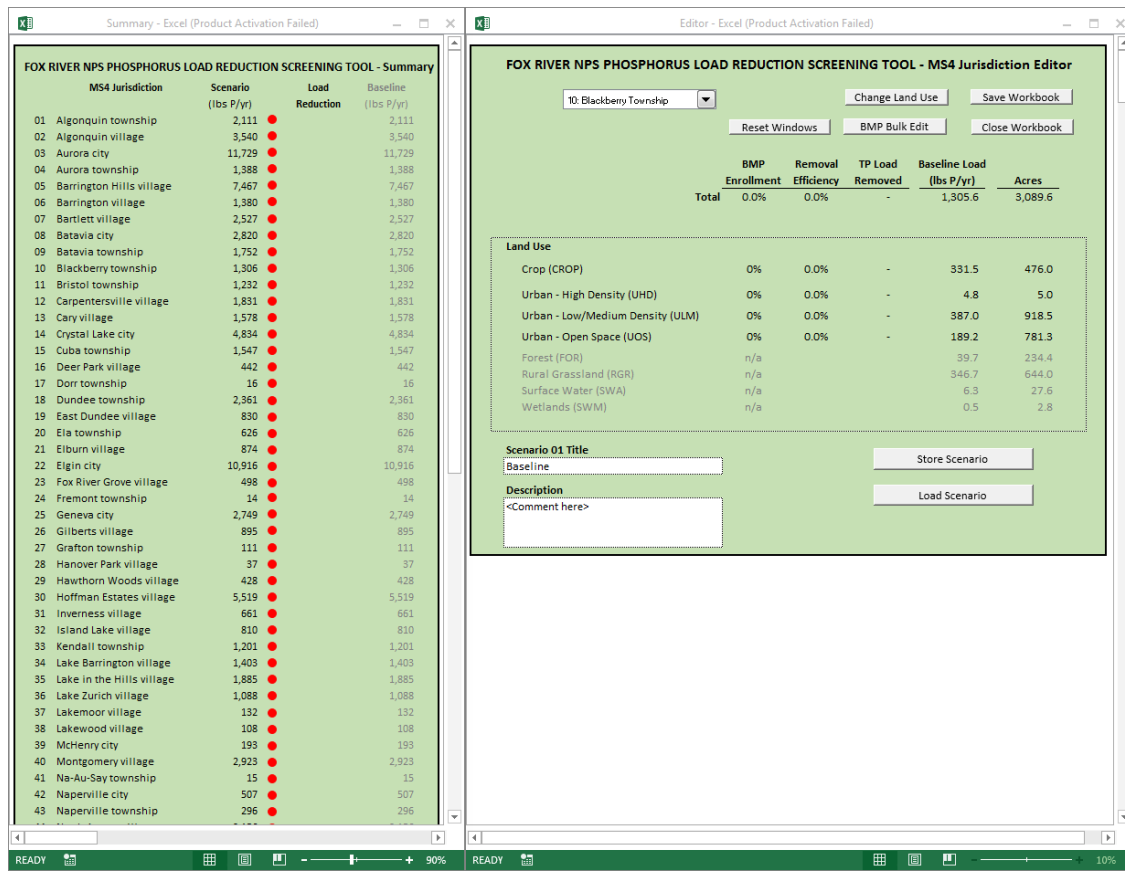 Summary - Excel (Product Activation Failed)
FOX RIVER NPS PHOSPHORUS LOAD REDUCTION SCREENING TOOL - Summary
MS4 Jurisdiction Scenario Load Baseline
(lbs P/yr) Reduction (lbs P/yr)
01 Algonquin township 2,111 2,111
02 Algonquin village 3,540 3,540
03 Aurora city 11,729 11,729
04 Aurora township 1,388 1,388
05 Barrington Hills village 7,467 7,467
06 Barrington village 1,380 1,380
07 Bartlett village 2,527 2,527
08 Batavia city 2,820 2,820
09 Batavia township 1,752 1,752
10 Blackberry township 1,306 1,306
11 Bristol township 1,232 1,232
12 Carpentersville village 1,831 1,831
13 Cary village 1,578 1,578
14 Crystal Lake city 4,834 4,834
15 Cuba township 1,547 1,547
16 Deer Park village 442 442
17 Dorr township 16 16
18 Dundee township 2,361 2,361
19 East Dundee village 830 830
20 Ela township 626 626
21 Elburn village 874 874
22 Elgin city 10,916 10,916
23 Fox River Grove village 498 498
24 Fremont township 14 14
25 Geneva city 2,749 2,749
26 Gilberts village 895 895
27 Grafton township 111 111
28 Hanover Park village 37 37
29 Hawthorn Woods village 428 428
30 Hoffman Estates village 5,519 5,519
31 Inverness village 661 661
32 Island Lake village 810 810
33 Kendall township 1,201 1,201
34 Lake Barrington village 1,403 1,403
35 Lake in the Hills village 1,885 1,885
36 Lake Zurich village 1,088 1,088
37 Lakemoor village 132 132
38 Lakewood village 108 108
39 McHenry city 193 193
40 Montgomery village 2,923 2,923
41 Na-Au-Say township 15 15
42 Naperville city 507 507
43 Naperville township 296 296
READY 90%
Editor - Excel (Product Activation Failed)
FOX RIVER NPS PHOSPHORUS LOAD REDUCTION SCREENING TOOL - MS4 Jurisdiction Editor
10: Blackberry Township Change Land Use Save Workbook
Reset Windows BMP Bulk Edit Close Workbook
BMP Removal TP Load Baseline Load
Enrollment Efficiency Removed (lbs P/yr) Acres
Total 0.0% 0.0% - 1,305.6 3,089.6
Land Use
Crop (CROP) 0% 0.0% - 331.5 476.0
Urban - High Density (UHD) 0% 0.0% - 4.8 5.0
Urban - Low/Medium Density (ULM) 0% 0.0% - 387.0 918.5
Urban - Open Space (UOS) 0% 0.0% - 189.2 781.3
Forest (FOR) n/a 39.7 234.4
Rural Grassland (RGR) n/a 346.7 644.0
Surface Water (SWA) n/a 6.3 27.6
Wetlands (SWM) n/a 0.5 2.8
Scenario 01 Title
Baseline
Store Scenario
Description
<Comment here>
Load Scenario
READY 10%